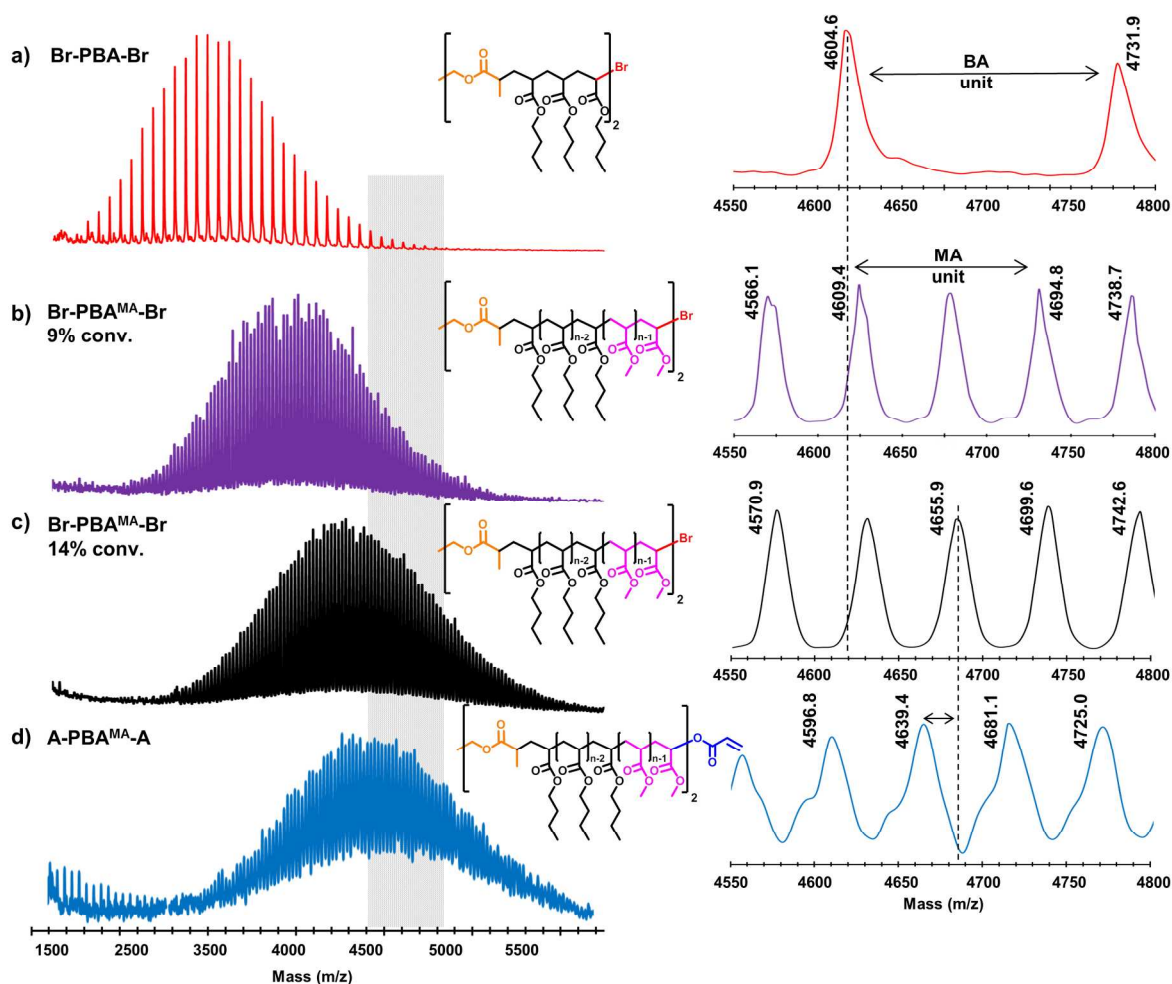 a) Br-PBA-Br
O
O
Br
O
O
O
O
O
O
2
4604.6
BA
unit
4731.9
4550 4600 4650 4700 4750 4800
b) Br-PBAᴹᴬ-Br
9% conv.
O
O
n-2
n-1
Br
O
O
O
O
O
O
O
O
O
O
2
4566.1
4609.4
MA
unit
4694.8
4738.7
4550 4600 4650 4700 4750 4800
c) Br-PBAᴹᴬ-Br
14% conv.
O
O
n-2
n-1
Br
O
O
O
O
O
O
O
O
O
O
2
4570.9
4655.9
4699.6
4742.6
4550 4600 4650 4700 4750 4800
d) A-PBAᴹᴬ-A
O
O
n-2
n-1
O
O
O
O
O
O
O
O
O
O
O
O
2
4596.8
4639.4
4681.1
4725.0
4550 4600 4650 4700 4750 4800
Mass (m/z)
1500 2500 3500 4000 4500 5000 5500
Mass (m/z)